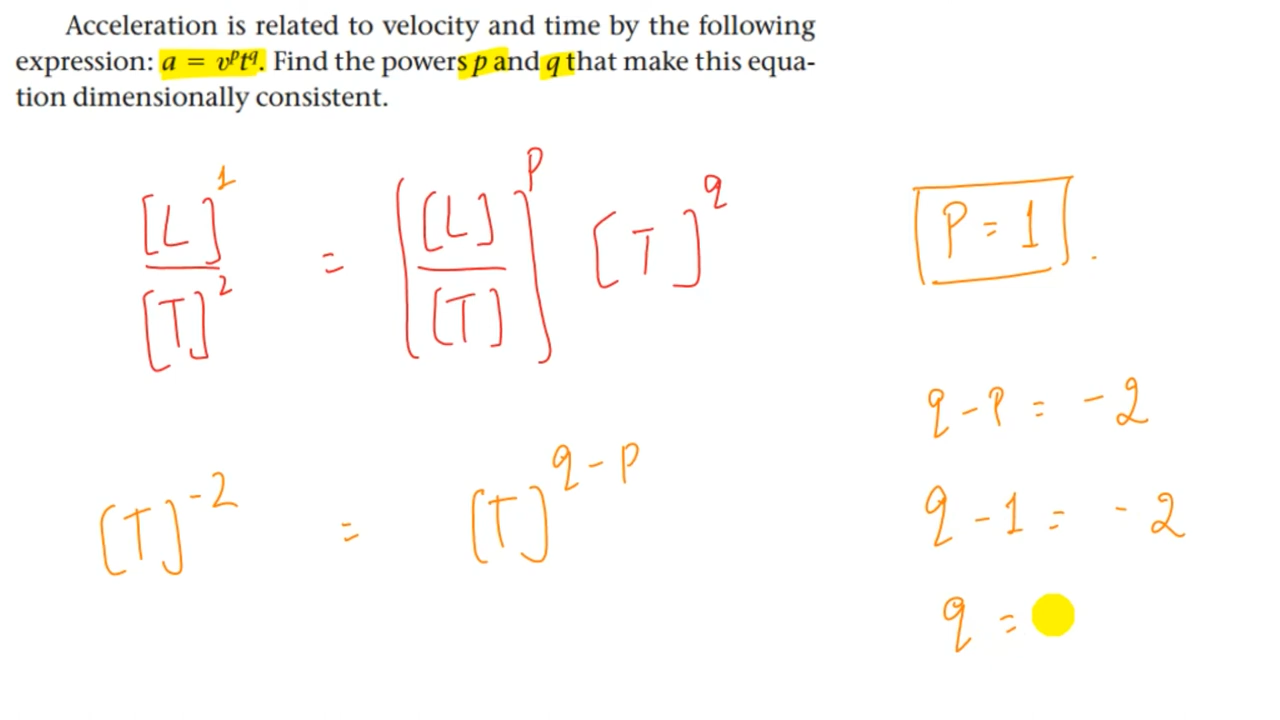 Acceleration is related to velocity and time by the following
expression: a = vᵖt^q. Find the powers p and q that make this equa-
tion dimensionally consistent.
[L]¹/[T]² = [[L]/[T]]^p [T]^q
P = 1 .
q - P = - 2
[T]⁻² = [T]^(q - p)
q - 1 = - 2
q =